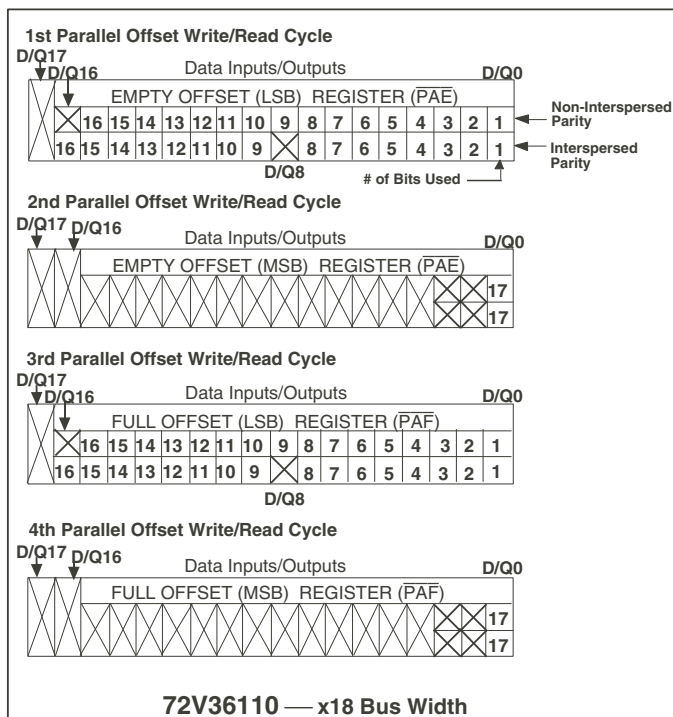 1st Parallel Offset Write/Read Cycle
D/Q17
D/Q16
Data Inputs/Outputs
D/Q0
EMPTY OFFSET (LSB) REGISTER (PAE)
16 15 14 13 12 11 10 9 8 7 6 5 4 3 2 1
Non-Interspersed Parity
16 15 14 13 12 11 10 9 8 7 6 5 4 3 2 1
Interspersed Parity
D/Q8
# of Bits Used
2nd Parallel Offset Write/Read Cycle
D/Q17
D/Q16
Data Inputs/Outputs
D/Q0
EMPTY OFFSET (MSB) REGISTER (PAE)
17
17
3rd Parallel Offset Write/Read Cycle
D/Q17
D/Q16
Data Inputs/Outputs
D/Q0
FULL OFFSET (LSB) REGISTER (PAF)
16 15 14 13 12 11 10 9 8 7 6 5 4 3 2 1
16 15 14 13 12 11 10 9 8 7 6 5 4 3 2 1
D/Q8
4th Parallel Offset Write/Read Cycle
D/Q17
D/Q16
Data Inputs/Outputs
D/Q0
FULL OFFSET (MSB) REGISTER (PAF)
17
17
72V36110 — x18 Bus Width